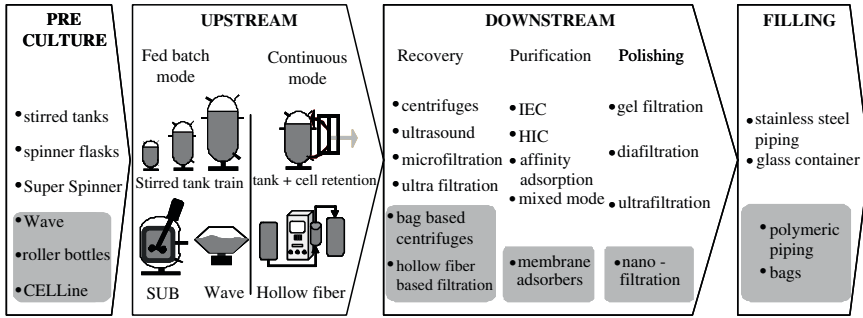 PRE
CULTURE
• stirred tanks
• spinner flasks
• Super Spinner
• Wave
• roller bottles
• CELLine
UPSTREAM
Fed batch
mode
Continuous
mode
Stirred tank train
tank + cell retention
SUB
Wave
Hollow fiber
DOWNSTREAM
Recovery
• centrifuges
• ultrasound
• microfiltration
• ultra filtration
• bag based
centrifuges
• hollow fiber
based filtration
Purification
• IEC
• HIC
• affinity
adsorption
• mixed mode
• membrane
adsorbers
Polishing
• gel filtration
• diafiltration
• ultrafiltration
• nano -
filtration
FILLING
• stainless steel
piping
• glass container
• polymeric
piping
• bags